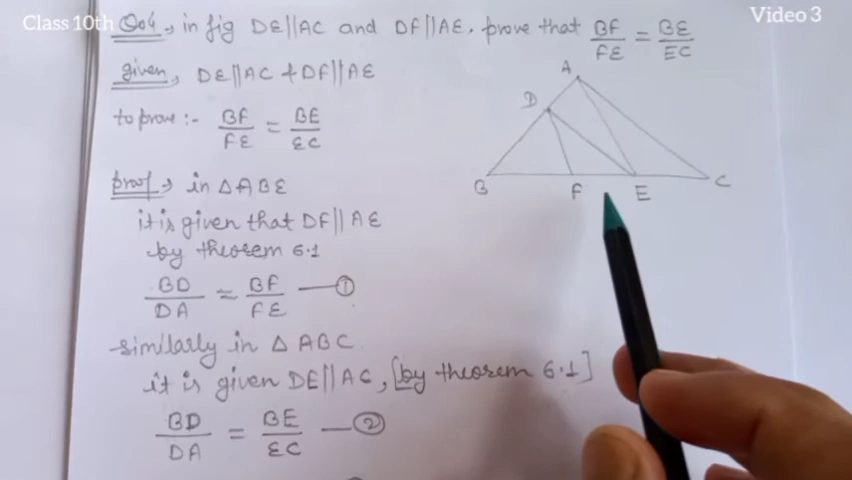 Class 10th
Video 3
Q04, in fig DE||AC and DF||AE. prove that BF/FE = BE/EC
given, DE||AC & DF||AE
to prove :- BF/FE = BE/EC
proof → in △ABE
it is given that DF||AE
by theorem 6.1
BD/DA = BF/FE —①
similarly in △ ABC
it is given DE||AC, [by theorem 6.1]
BD/DA = BE/EC —②
A
D
B
F
E
C